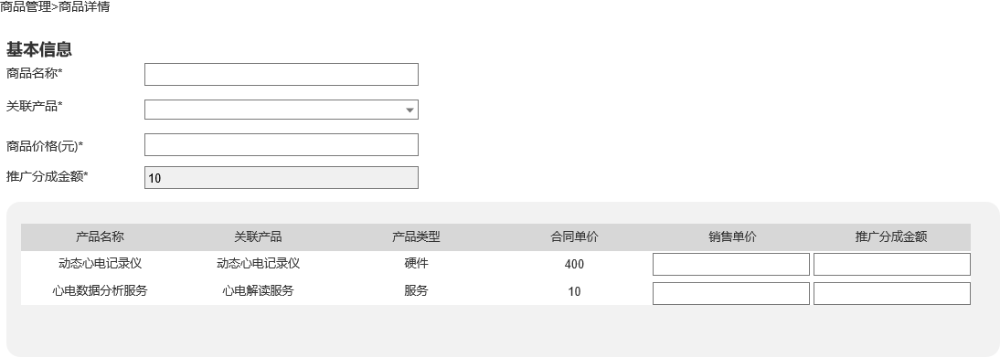 商品管理>商品详情
基本信息
商品名称*
关联产品*
商品价格(元)*
推广分成金额* 10
产品名称 关联产品 产品类型 合同单价 销售单价 推广分成金额
动态心电记录仪 动态心电记录仪 硬件 400
心电数据分析服务 心电解读服务 服务 10